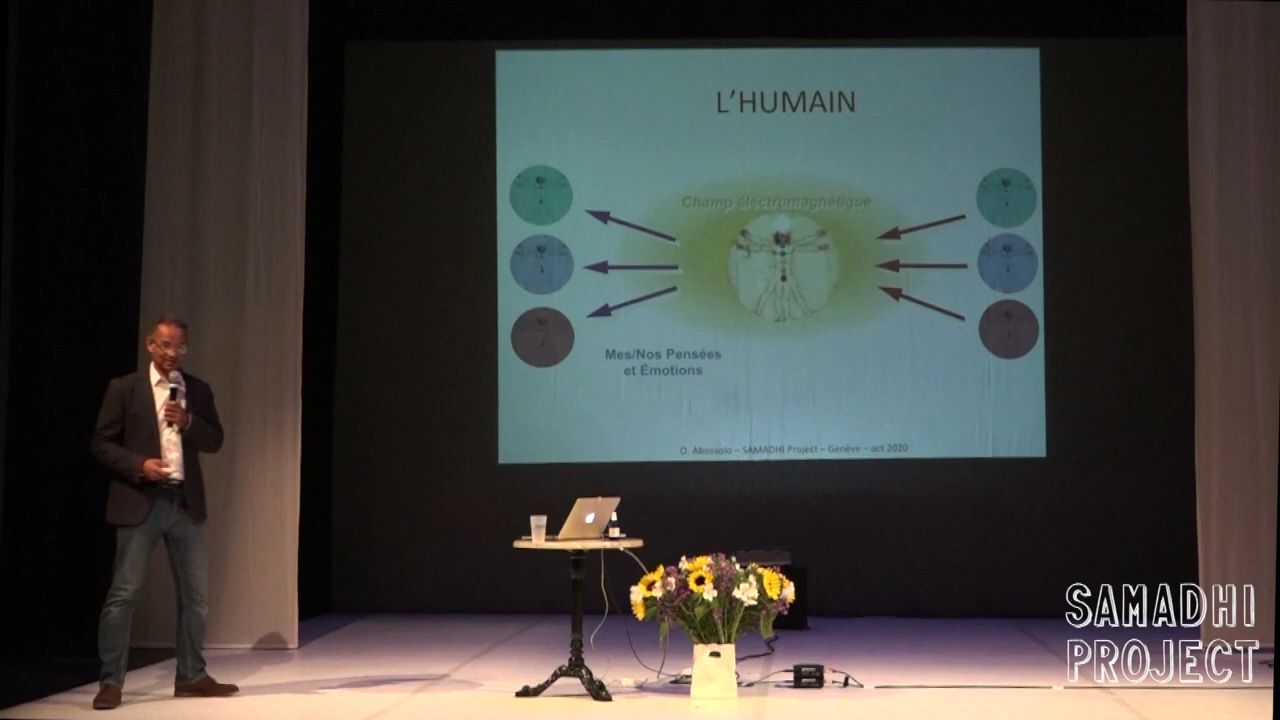 L'HUMAIN
Champ électromagnétique
Mes/Nos Pensées
et Émotions
O. Abossolo – SAMADHI Project – Genève – oct 2020
SAMADHI
PROJECT